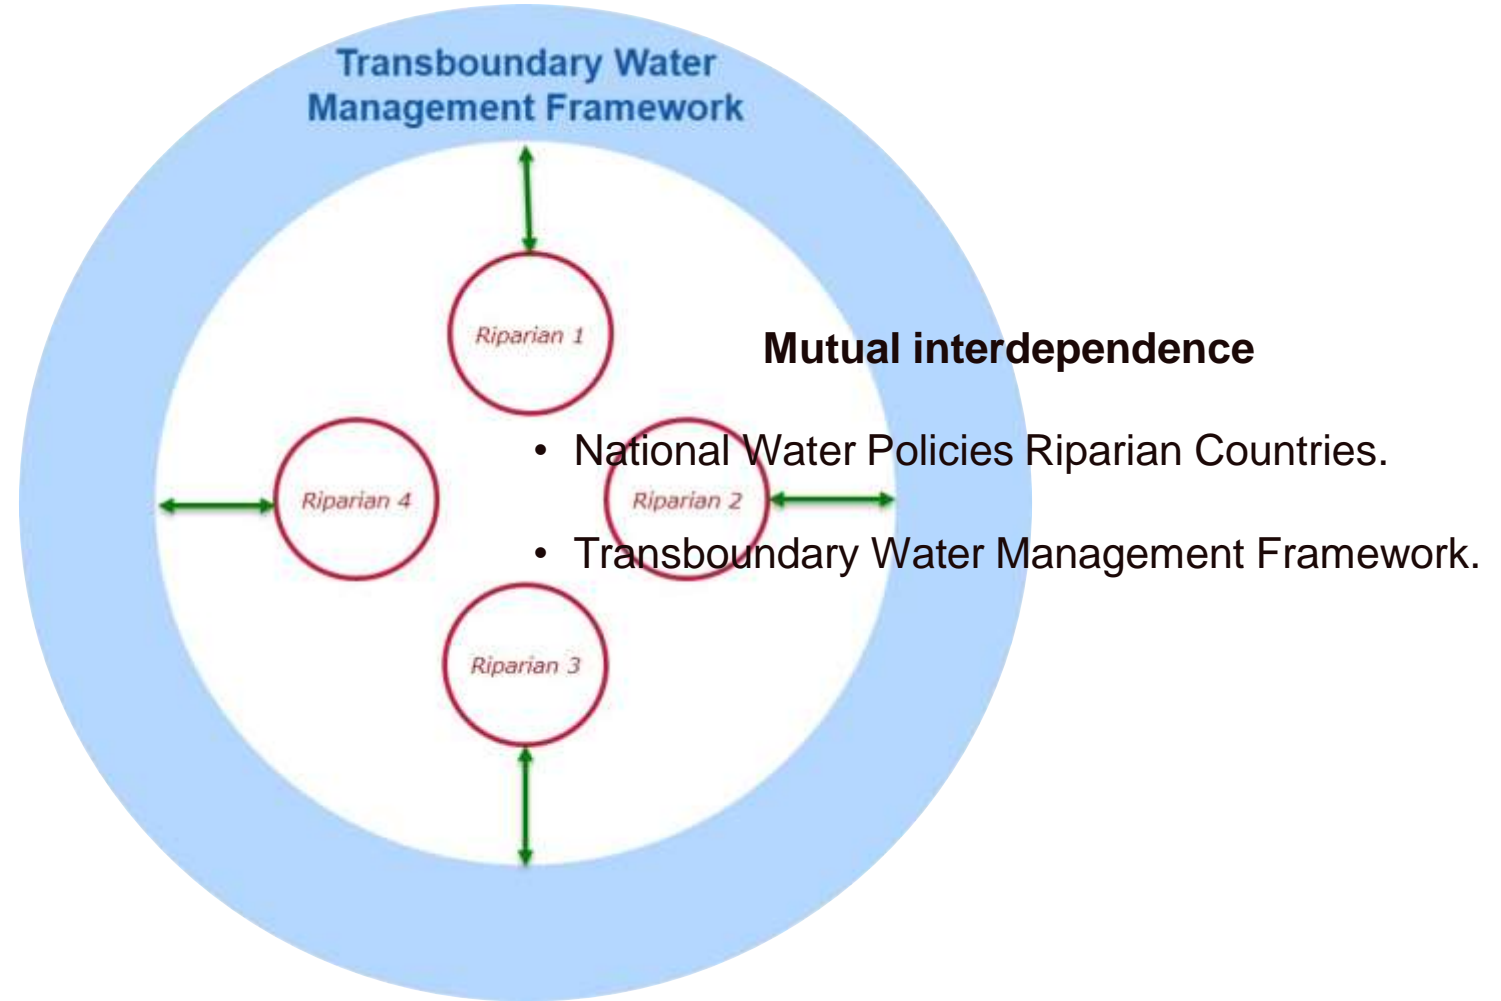 Transboundary Water
Management Framework
Riparian 1
Mutual interdependence
• National Water Policies Riparian Countries.
Riparian 4
Riparian 2
• Transboundary Water Management Framework.
Riparian 3